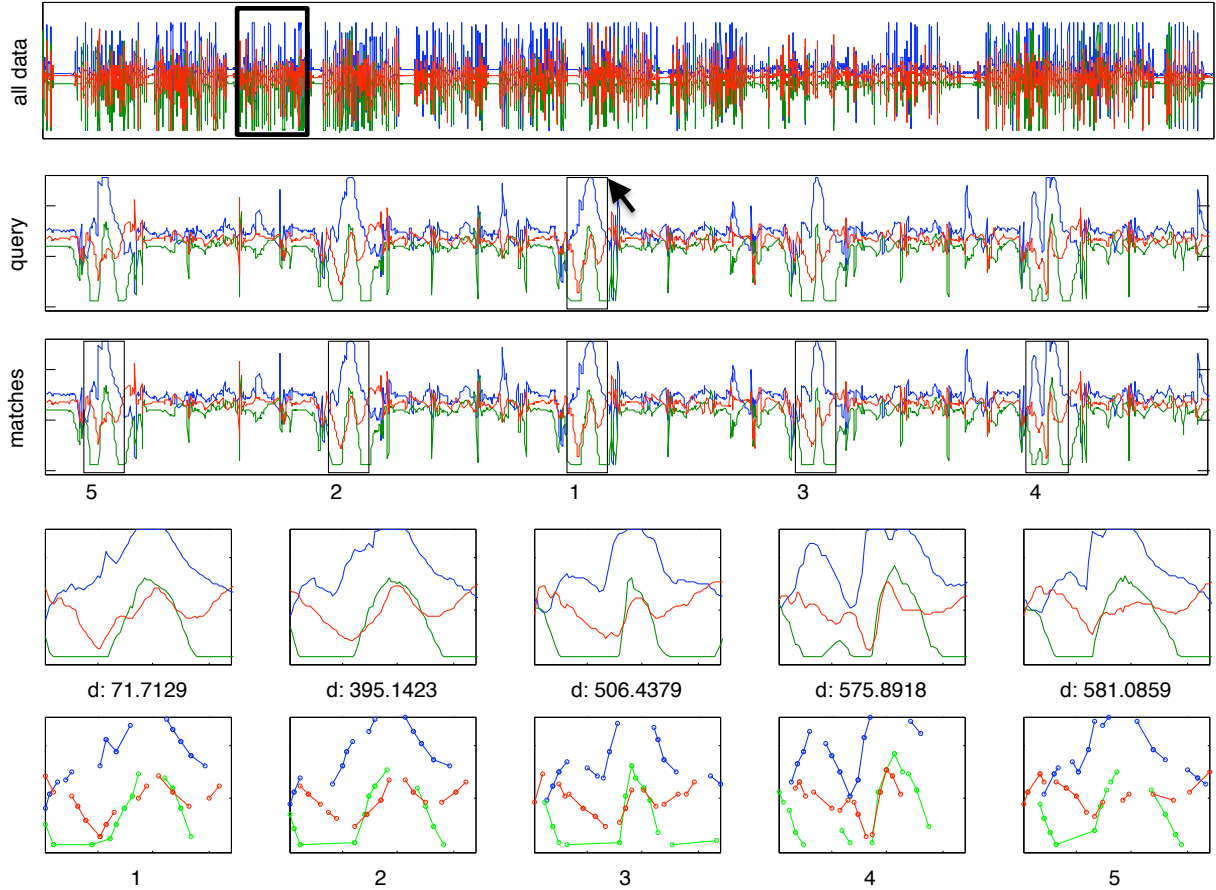 all data
query
matches
5 2 1 3 4
d: 71.7129 d: 395.1423 d: 506.4379 d: 575.8918 d: 581.0859
1 2 3 4 5